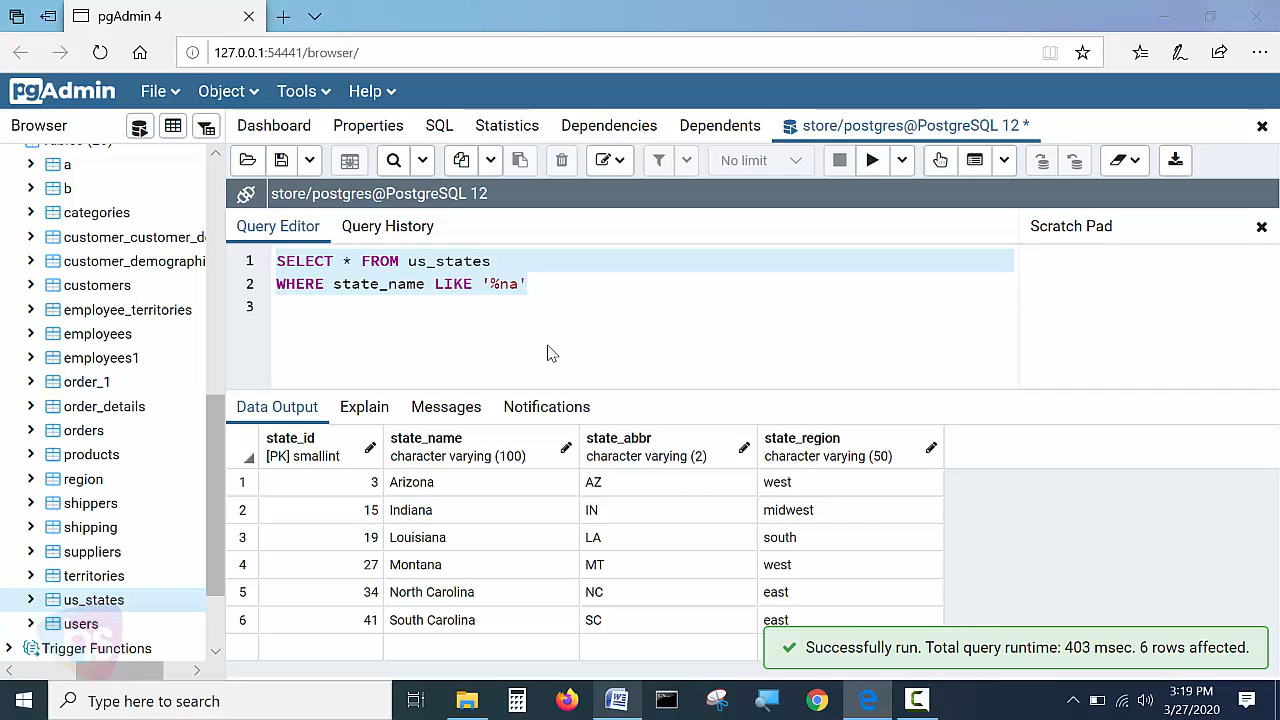 pgAdmin 4
127.0.0.1:54441/browser/
pgAdmin File Object Tools Help
Browser Dashboard Properties SQL Statistics Dependencies Dependents store/postgres@PostgreSQL 12 *
No limit
store/postgres@PostgreSQL 12
Query Editor Query History Scratch Pad
1 SELECT * FROM us_states
2 WHERE state_name LIKE '%na'
3
a
b
categories
customer_customer_d
customer_demographi
customers
employee_territories
employees
employees1
order_1
order_details
orders
products
region
shippers
shipping
suppliers
territories
us_states
users
Trigger Functions
Data Output Explain Messages Notifications
state_id state_name state_abbr state_region
[PK] smallint character varying (100) character varying (2) character varying (50)
1 3 Arizona AZ west
2 15 Indiana IN midwest
3 19 Louisiana LA south
4 27 Montana MT west
5 34 North Carolina NC east
6 41 South Carolina SC east
Successfully run. Total query runtime: 403 msec. 6 rows affected.
Type here to search
3:19 PM
3/27/2020